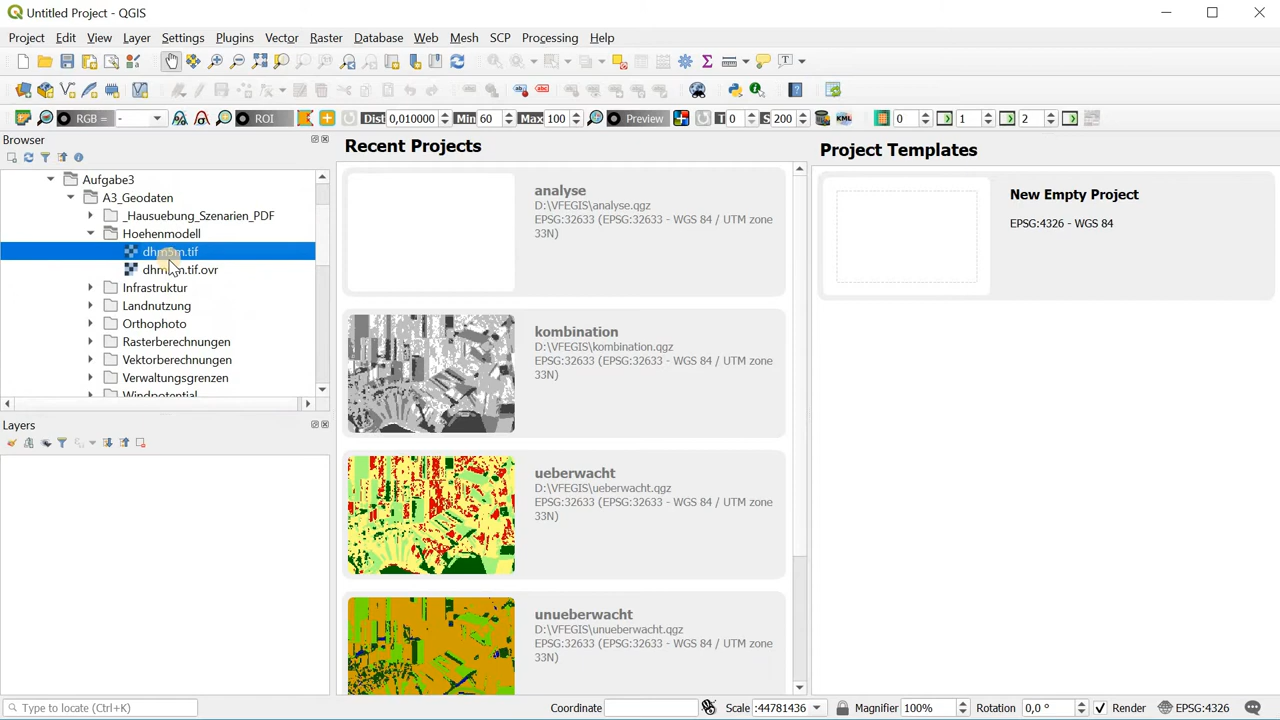 Untitled Project - QGIS
Project Edit View Layer Settings Plugins Vector Raster Database Web Mesh SCP Processing Help
RGB = - ROI Dist 0,010000 Min 60 Max 100 Preview T 0 S 200 KML 0 1 2
Browser
Aufgabe3
A3_Geodaten
_Hausuebung_Szenarien_PDF
Hoehenmodell
dhm5m.tif
dhm5m.tif.ovr
Infrastruktur
Landnutzung
Orthophoto
Rasterberechnungen
Vektorberechnungen
Verwaltungsgrenzen
Windpotential
Layers
Recent Projects
analyse
D:\VFEGIS\analyse.qgz
EPSG:32633 (EPSG:32633 - WGS 84 / UTM zone
33N)
kombination
D:\VFEGIS\kombination.qgz
EPSG:32633 (EPSG:32633 - WGS 84 / UTM zone
33N)
ueberwacht
D:\VFEGIS\ueberwacht.qgz
EPSG:32633 (EPSG:32633 - WGS 84 / UTM zone
33N)
unueberwacht
D:\VFEGIS\unueberwacht.qgz
EPSG:32633 (EPSG:32633 - WGS 84 / UTM zone
33N)
Project Templates
New Empty Project
EPSG:4326 - WGS 84
Type to locate (Ctrl+K) Coordinate Scale :44781436 Magnifier 100% Rotation 0,0 ° Render EPSG:4326